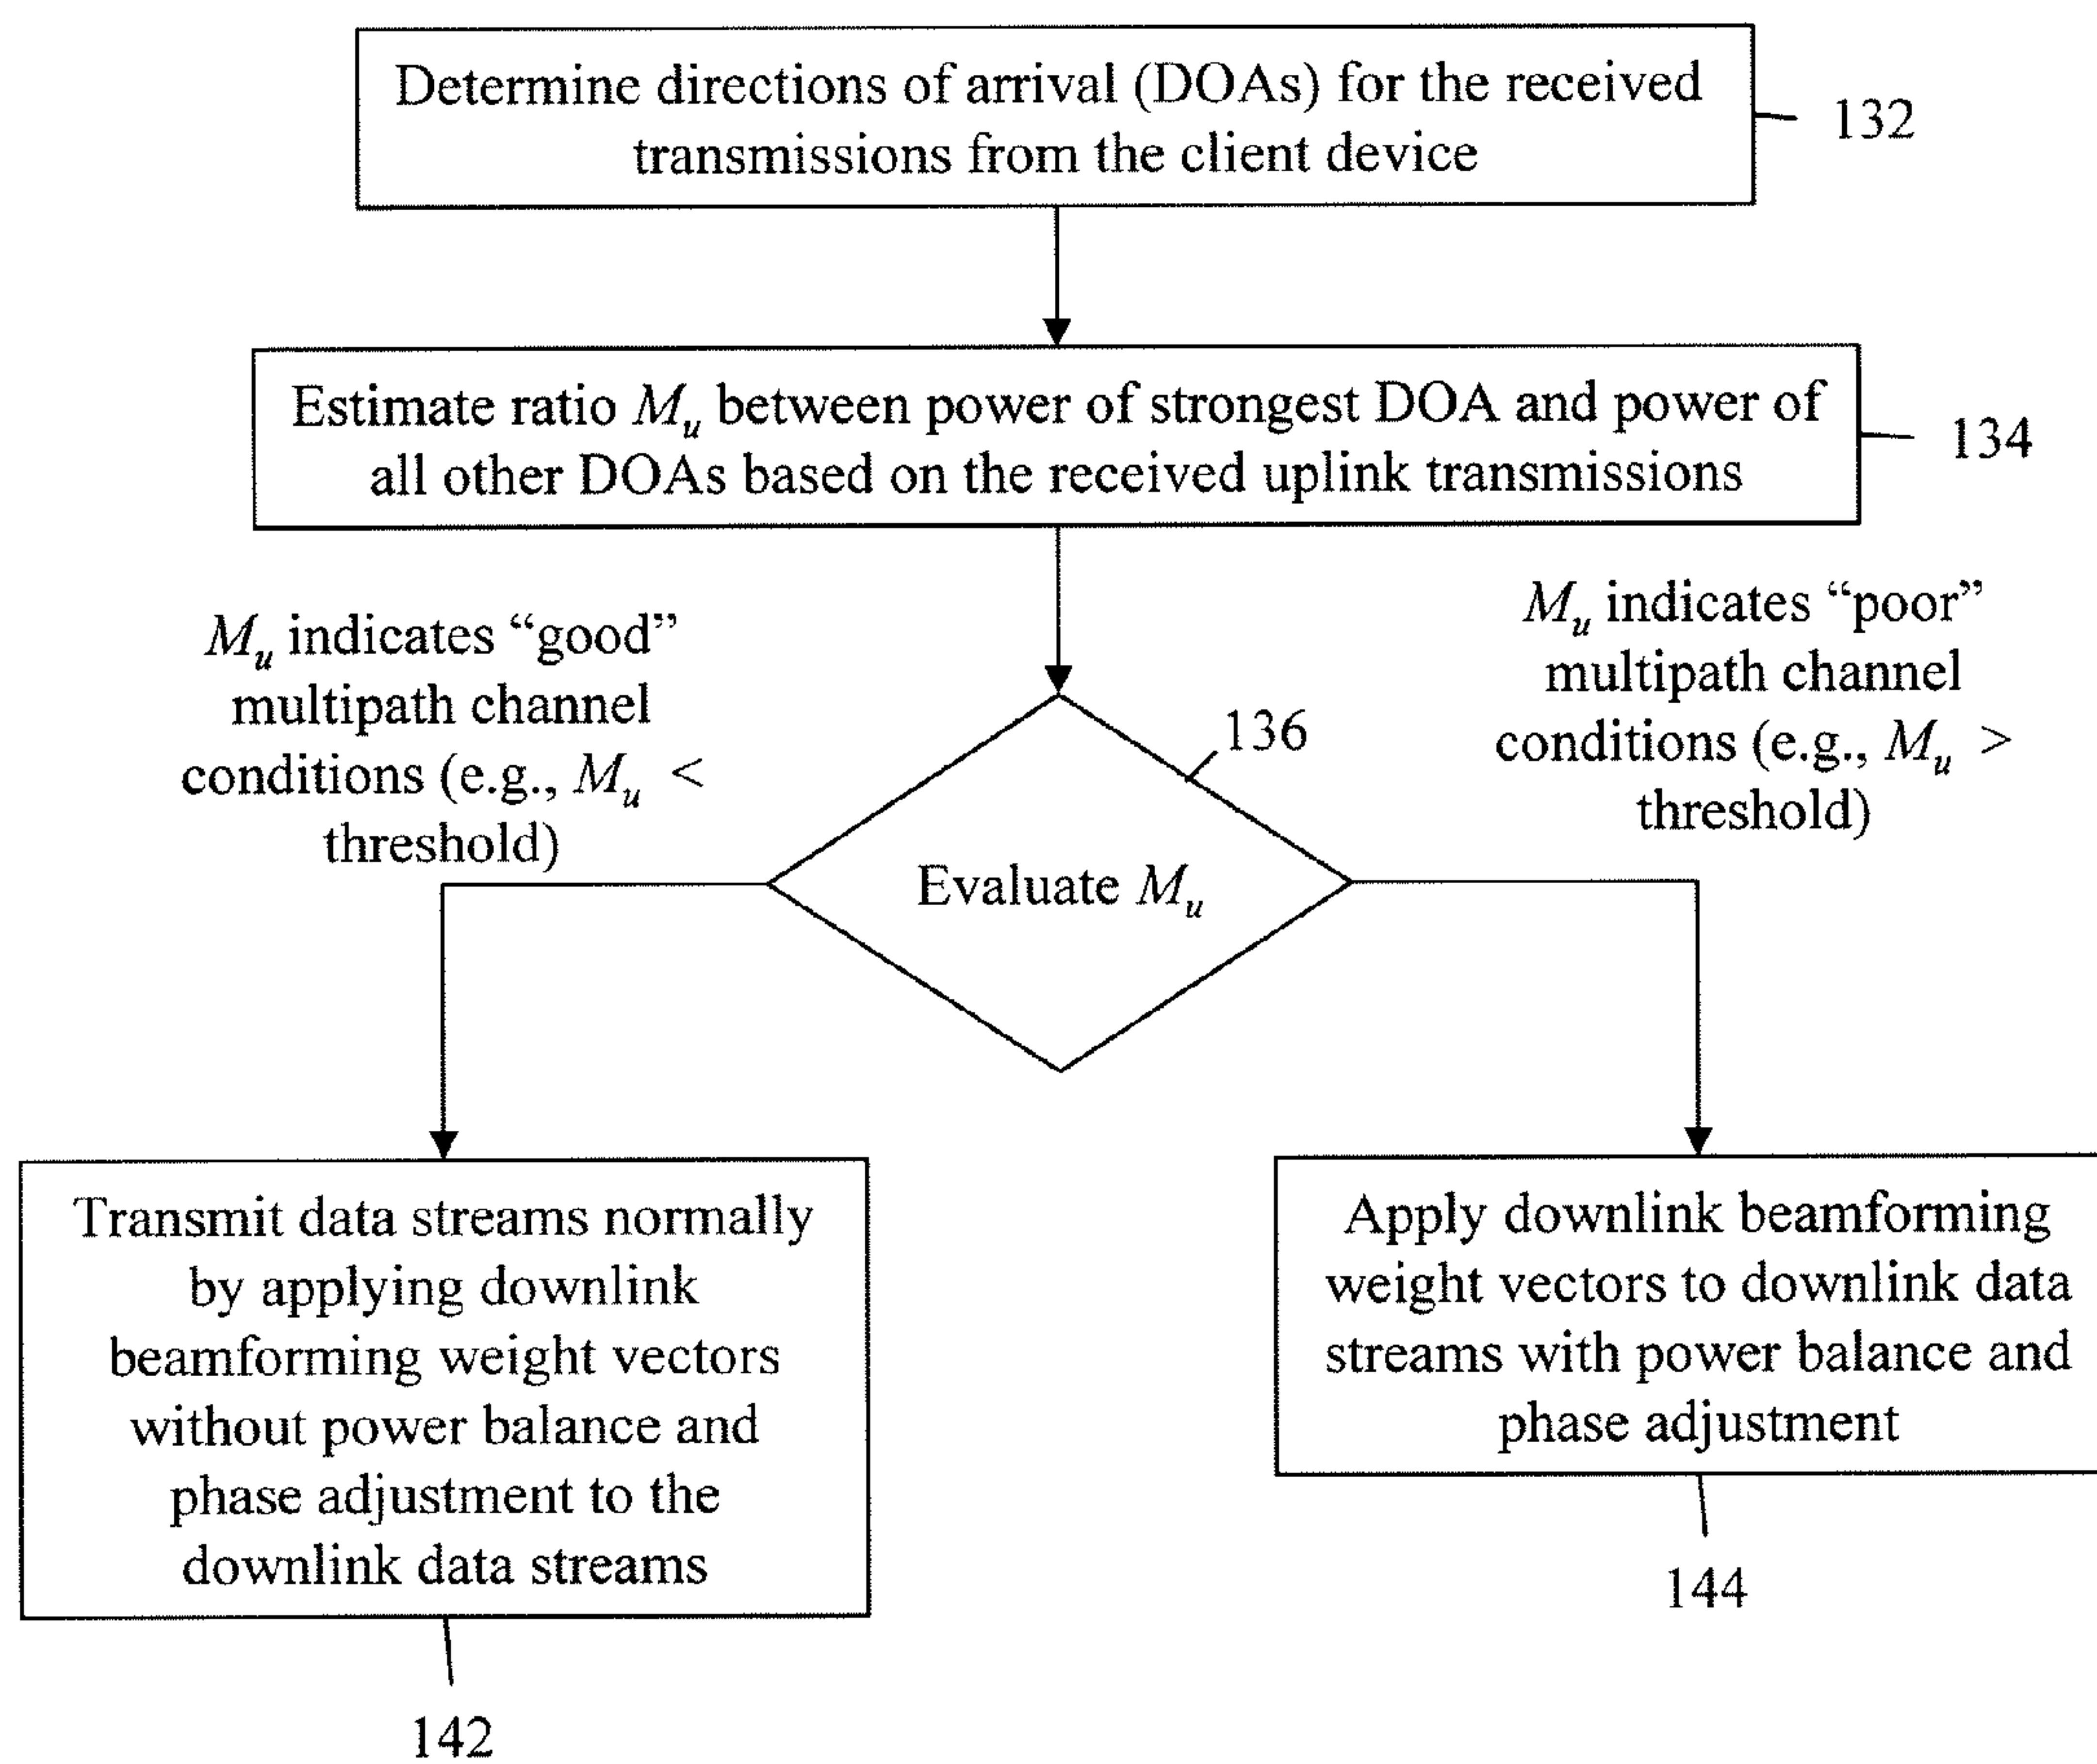 Determine directions of arrival (DOAs) for the received
transmissions from the client device
132
Estimate ratio Mu between power of strongest DOA and power of
all other DOAs based on the received uplink transmissions
134
Mu indicates “good”
multipath channel
conditions (e.g., Mu <
threshold)
Mu indicates “poor”
multipath channel
conditions (e.g., Mu >
threshold)
136
Evaluate Mu
Transmit data streams normally
by applying downlink
beamforming weight vectors
without power balance and
phase adjustment to the
downlink data streams
142
Apply downlink beamforming
weight vectors to downlink data
streams with power balance and
phase adjustment
144